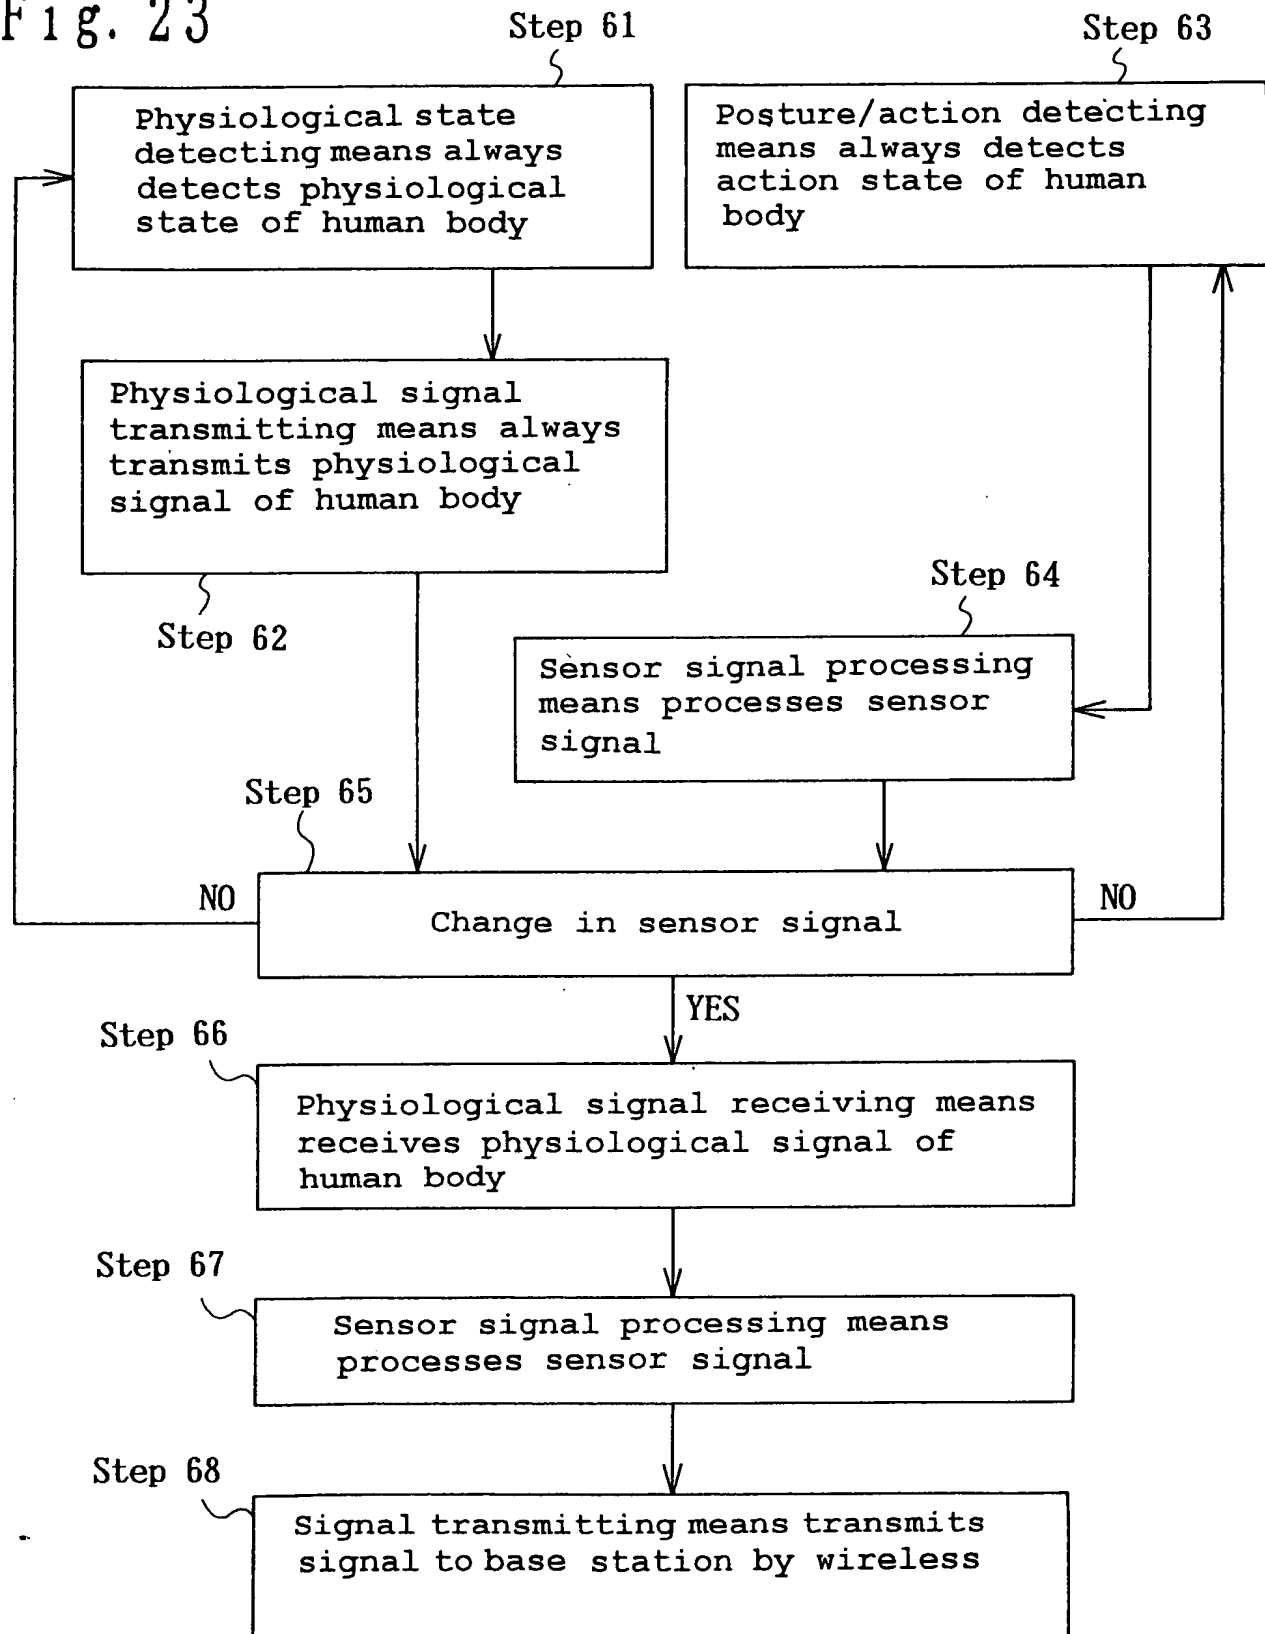 Fig. 23
Step 61
Physiological state
detecting means always
detects physiological
state of human body
Step 63
Posture/action detecting
means always detects
action state of human
body
Physiological signal
transmitting means always
transmits physiological
signal of human body
Step 62
Step 64
Sensor signal processing
means processes sensor
signal
Step 65
NO
Change in sensor signal
NO
YES
Step 66
Physiological signal receiving means
receives physiological signal of
human body
Step 67
Sensor signal processing means
processes sensor signal
Step 68
Signal transmitting means transmits
signal to base station by wireless